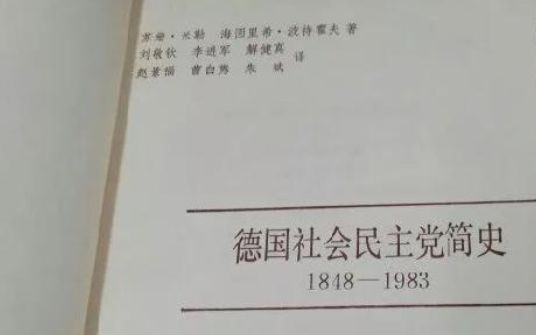 苏珊·米勒 海因里希·波特霍夫 著
刘敬钦 李进军 解健真
赵景福 曹白隽 朱斌 译
德国社会民主党简史
1848—1983